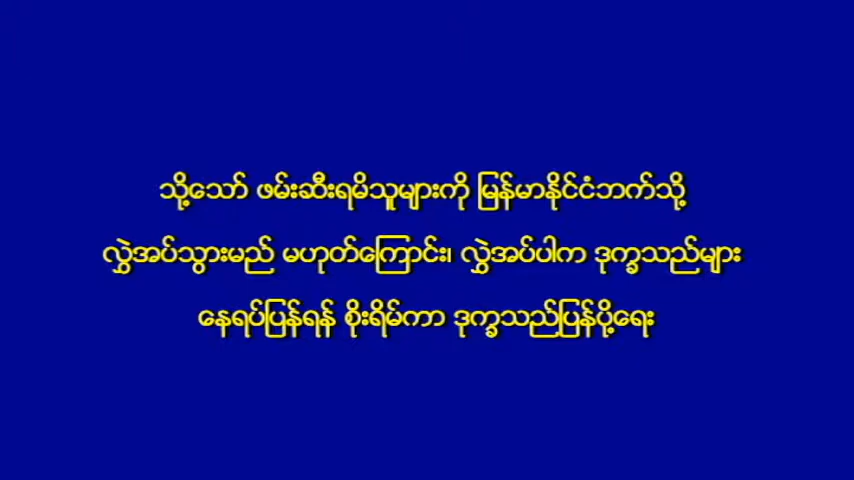 သို့သော် ဖမ်းဆီးရမိသူများကို မြန်မာနိုင်ငံဘက်သို့
လွှဲအပ်သွားမည် မဟုတ်ကြောင်း၊ လွှဲအပ်ပါက ဒုက္ခသည်များ
နေရပ်ပြန်ရန် စိုးရိမ်ကာ ဒုက္ခသည်ပြန်ပို့ရေး